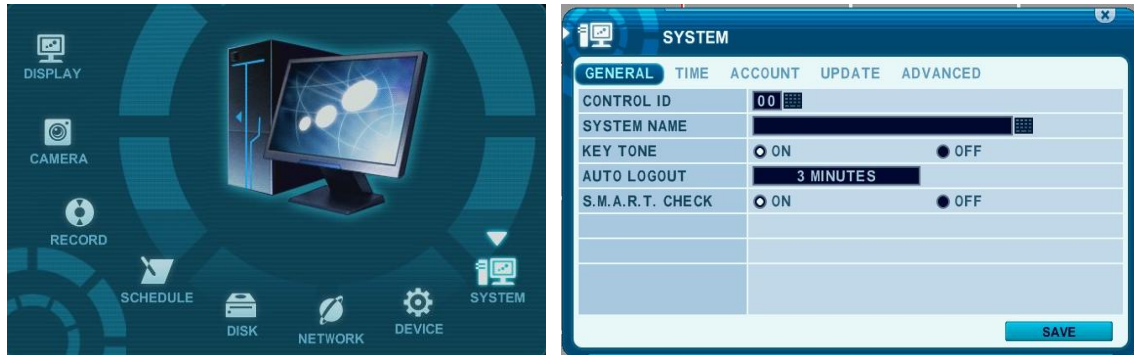 DISPLAY
CAMERA
RECORD
SCHEDULE
DISK
NETWORK
DEVICE
SYSTEM
SYSTEM
GENERAL TIME ACCOUNT UPDATE ADVANCED
CONTROL ID 00
SYSTEM NAME
KEY TONE ON OFF
AUTO LOGOUT 3 MINUTES
S.M.A.R.T. CHECK ON OFF
SAVE